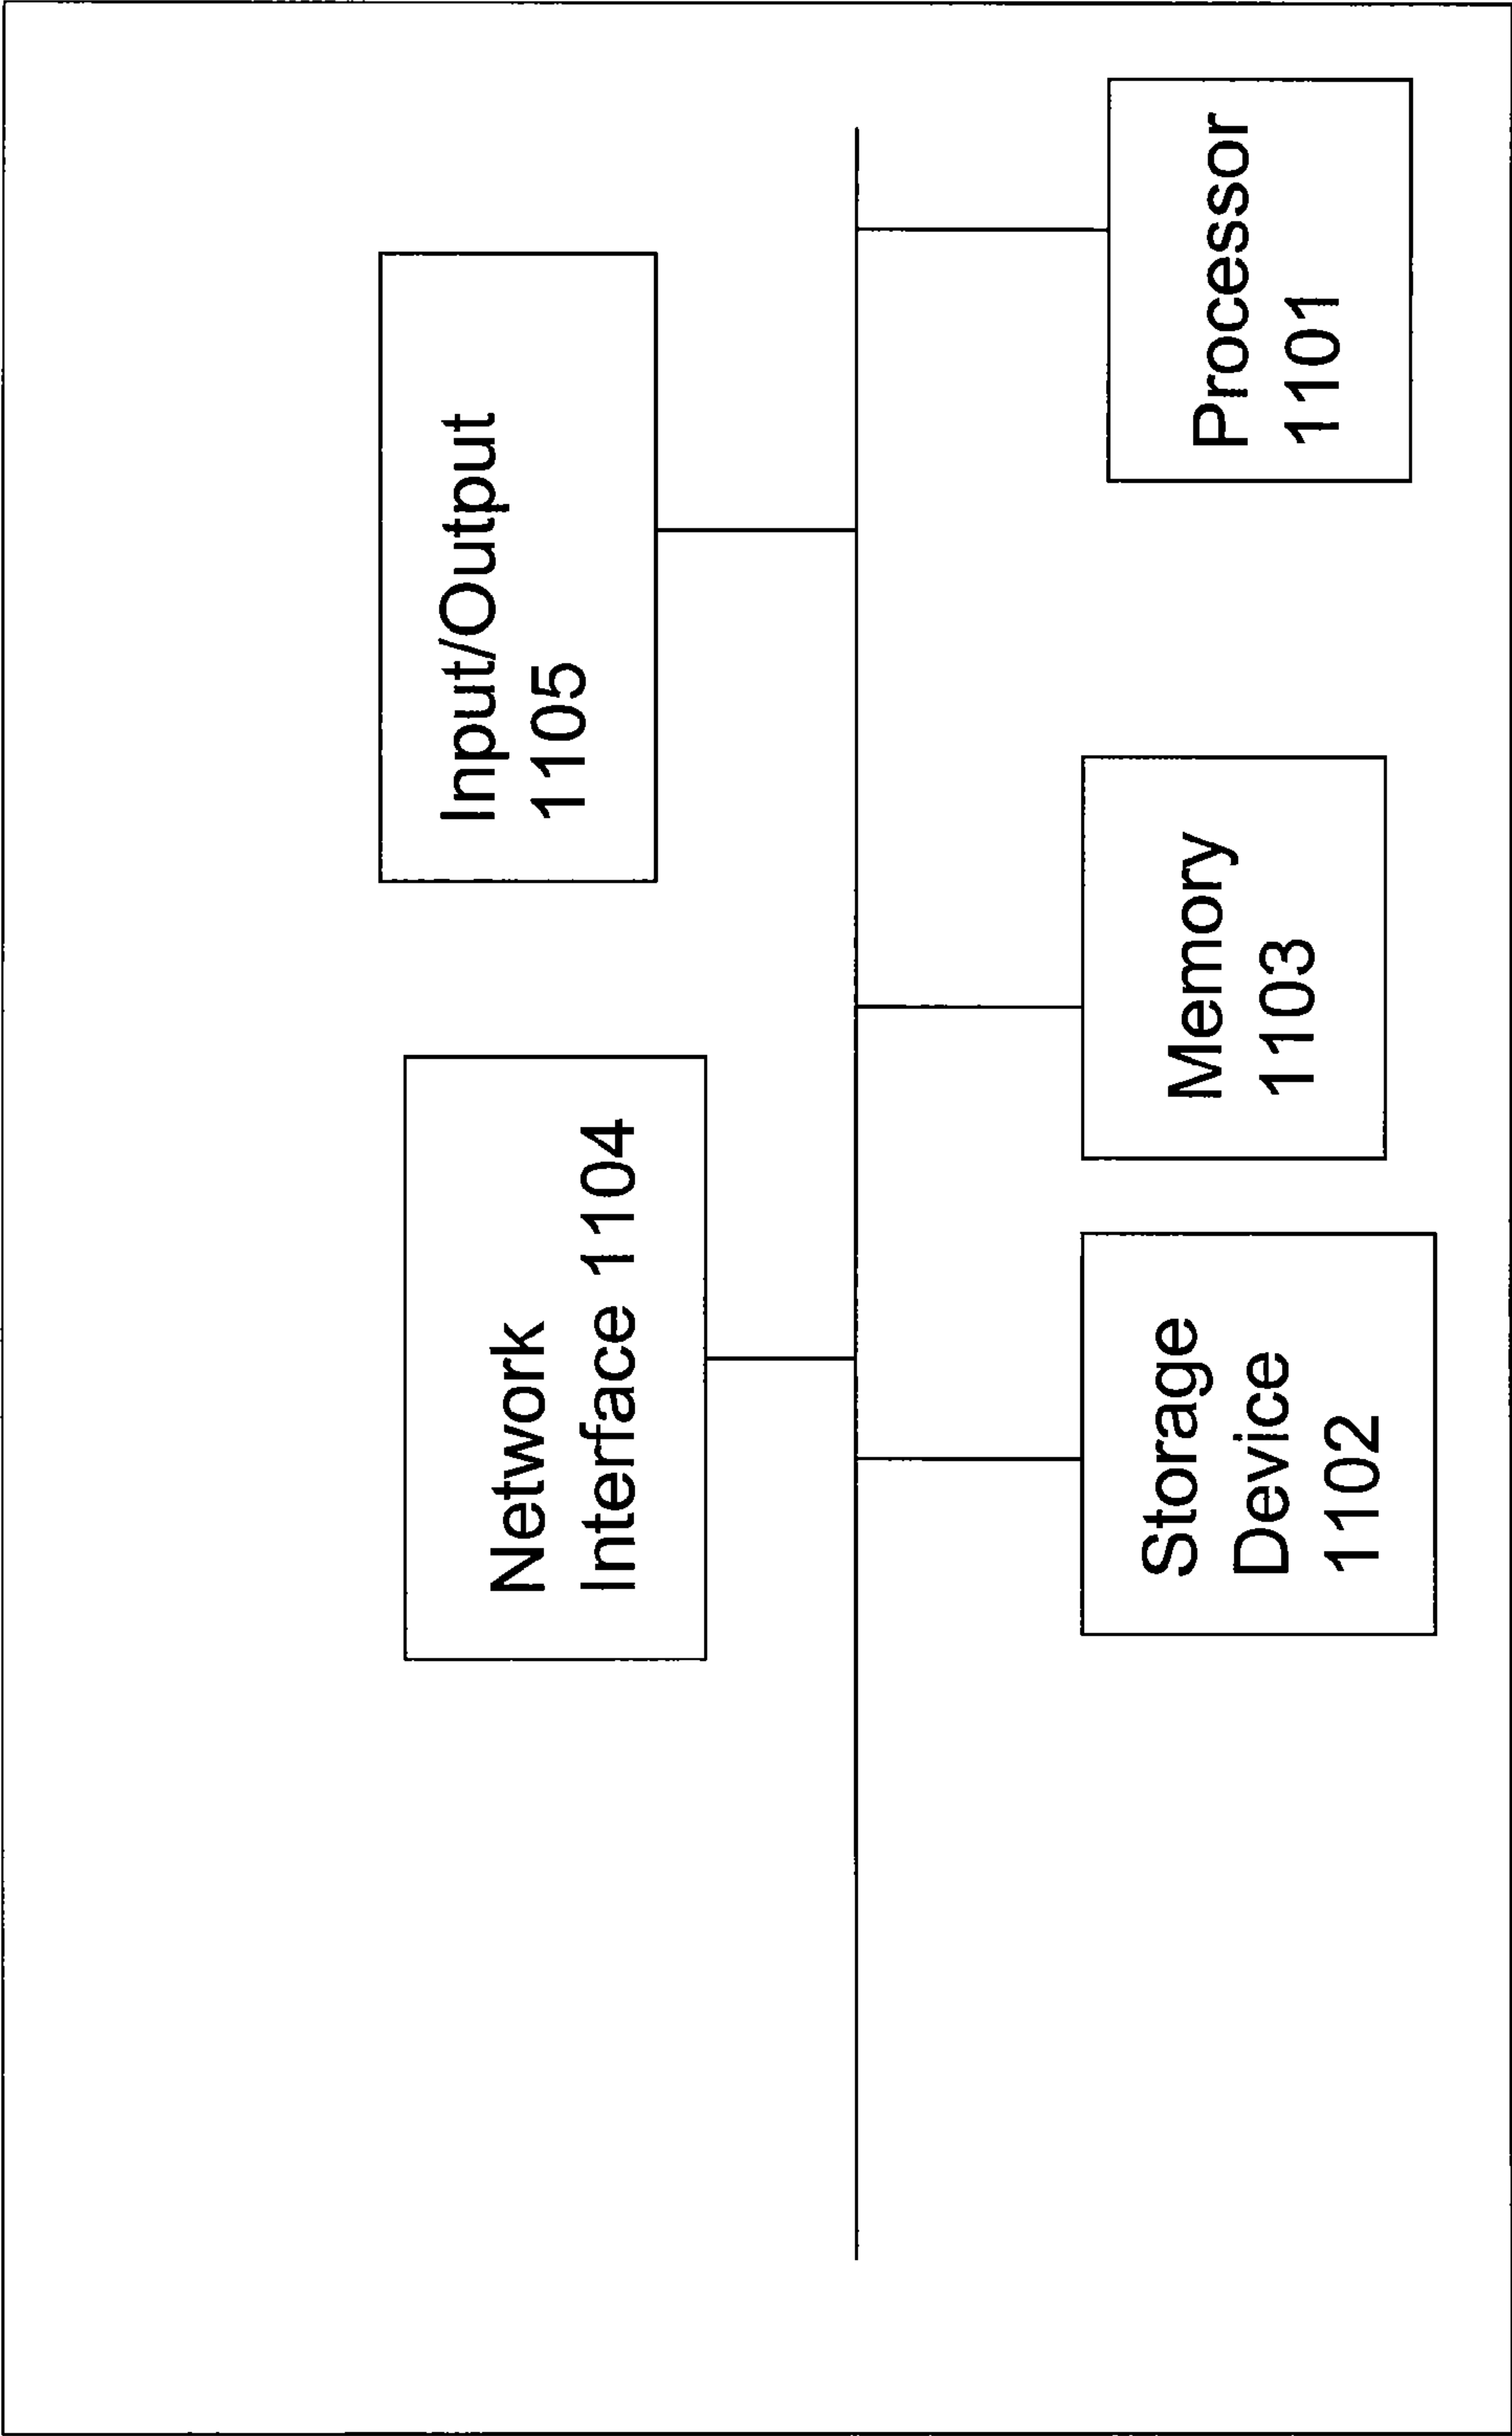 Network
Interface 1104
Input/Output
1105
Storage
Device
1102
Memory
1103
Processor
1101